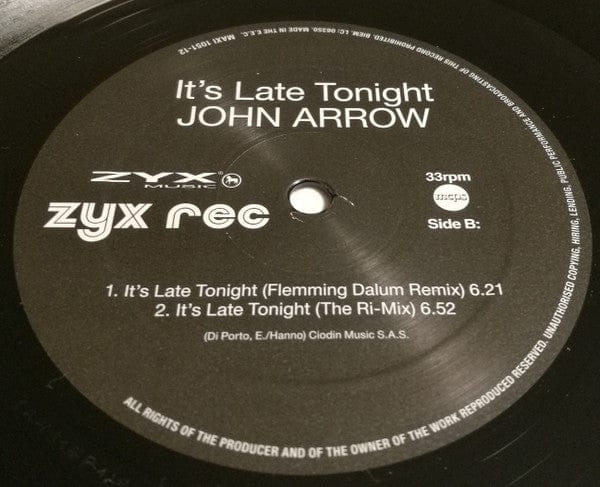 It's Late Tonight
JOHN ARROW
ZYX®
MUSIC
zyx rec
33rpm
mcps
Side B:
1. It's Late Tonight (Flemming Dalum Remix) 6.21
2. It's Late Tonight (The Ri-Mix) 6.52
(Di Porto, E./Hanno) Ciodin Music S.A.S.
ALL RIGHTS OF THE PRODUCER AND OF THE OWNER OF THE WORK REPRODUCED RESERVED. UNAUTHORISED COPYING, HIRING, LENDING, PUBLIC PERFORMANCE AND BROADCASTING OF THIS RECORD PROHIBITED. BIEM. LC: 06350. MADE IN THE E.E.C. MAXI 1051-12